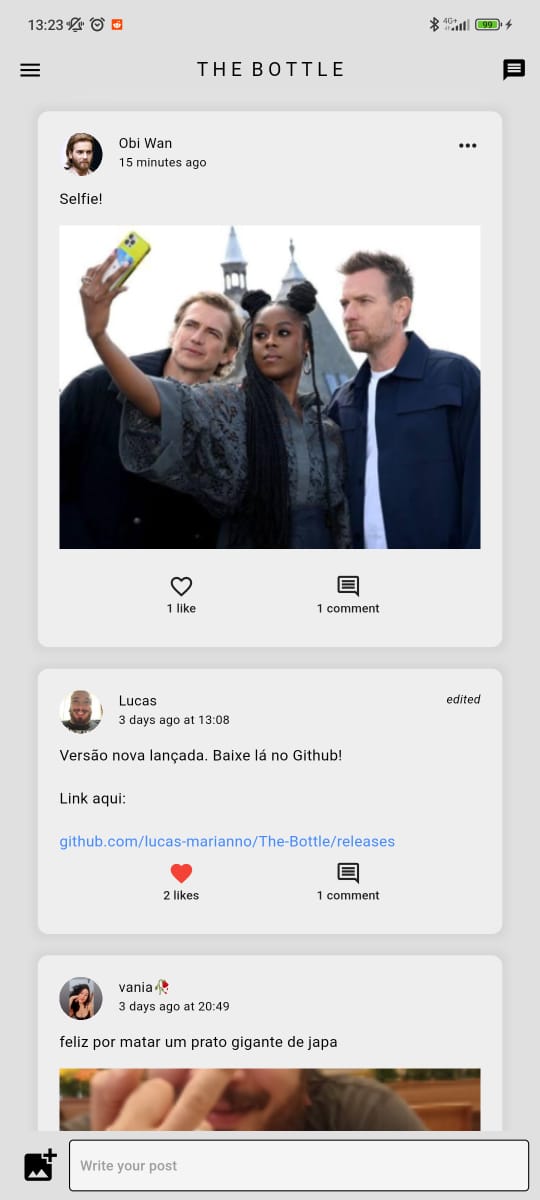 13:23
4G+
99
THE BOTTLE
Obi Wan
15 minutes ago
Selfie!
1 like
1 comment
Lucas
edited
3 days ago at 13:08
Versão nova lançada. Baixe lá no Github!
Link aqui:
github.com/lucas-marianno/The-Bottle/releases
2 likes
1 comment
vania🥀
3 days ago at 20:49
feliz por matar um prato gigante de japa
Write your post